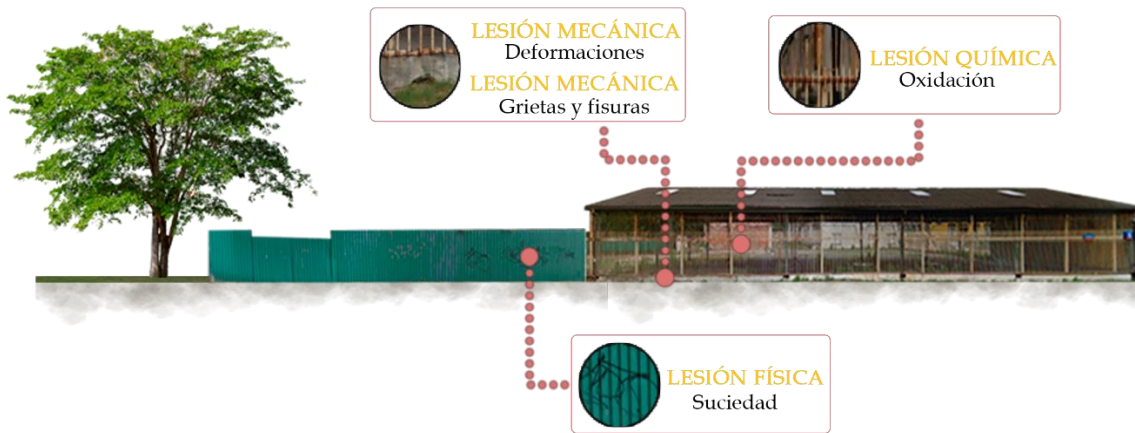 LESIÓN MECÁNICA
Deformaciones
LESIÓN MECÁNICA
Grietas y fisuras
LESIÓN QUÍMICA
Oxidación
LESIÓN FÍSICA
Suciedad